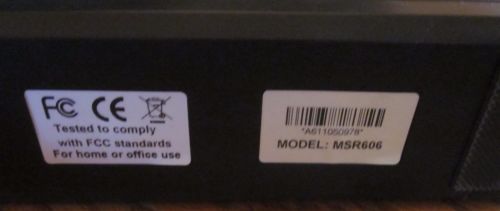 FC CE
Tested to comply
with FCC standards
For home or office use
*A611050978*
MODEL: MSR606